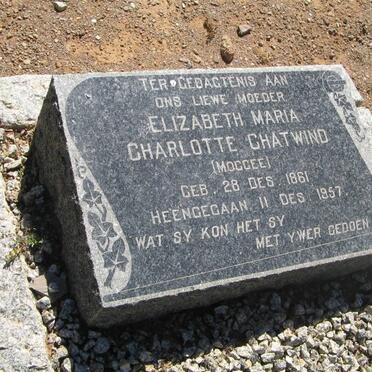 TER GEDAGTENIS AAN
ONS LIEWE MOEDER
ELIZABETH MARIA
CHARLOTTE CHATWIND
(MOGGEE)
GEB. 28 DES. 1861
HEENGEGAAN 11 DES 1957.
WAT SY KON HET SY
MET YWER GEDOEN